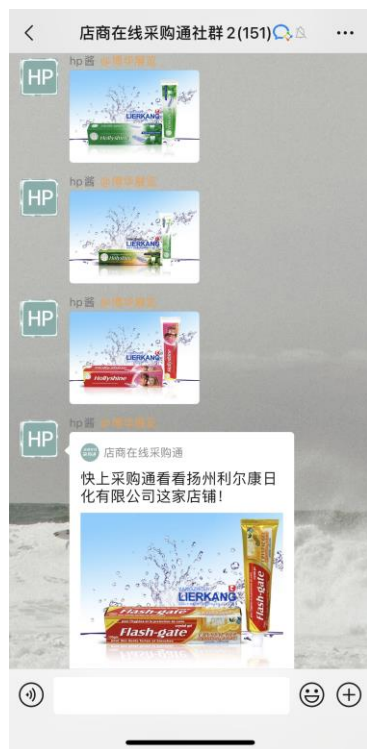 店商在线采购通社群2(151)
HP
hp酱
LIERKANG
Hollyshine
HP
hp酱
LIERKANG
Hollyshine
HP
hp酱
LIERKANG
Hollyshine
HP
hp酱
店商在线采购通
快上采购通看看扬州利尔康日
化有限公司这家店铺!
LIERKANG
Flash-gate
Flash-gate